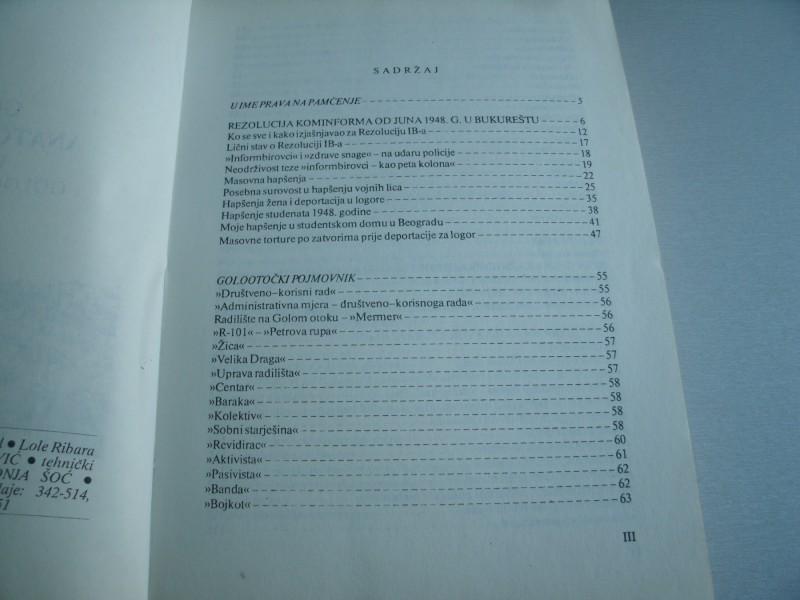 ANATO
● Lole Ribara
VIĆ ● tehnički
ONJA ŠOĆ ●
laje: 342-514,
51
SADRŽAJ
U IME PRAVA NA PAMĆENJE 5
REZOLUCIJA KOMINFORMA OD JUNA 1948. G. U BUKUREŠTU 6
Ko se sve i kako izjašnjavao za Rezoluciju IB-a 12
Lični stav o Rezoluciji IB-a 17
»Informbirovci« i »zdrave snage« – na udaru policije 18
Neodrživost teze »informbirovci – kao peta kolona« 19
Masovna hapšenja 22
Posebna surovost u hapšenju vojnih lica 25
Hapšenja žena i deportacija u logore 35
Hapšenje studenata 1948. godine 38
Moje hapšenje u studentskom domu u Beogradu 41
Masovne torture po zatvorima prije deportacije za logor 47
GOLOOTOČKI POJMOVNIK 55
»Društveno–korisni rad« 55
»Administrativna mjera – društveno–korisnoga rada« 56
Radilište na Golom otoku – »Mermer« 56
»R-101« – »Petrova rupa« 56
»Žica« 57
»Velika Draga« 57
»Uprava radilišta« 57
»Centar« 58
»Baraka« 58
»Kolektiv« 58
»Sobni starješina« 58
»Revidirac« 60
»Aktivista« 61
»Pasivista« 62
»Banda« 62
»Bojkot« 63
III